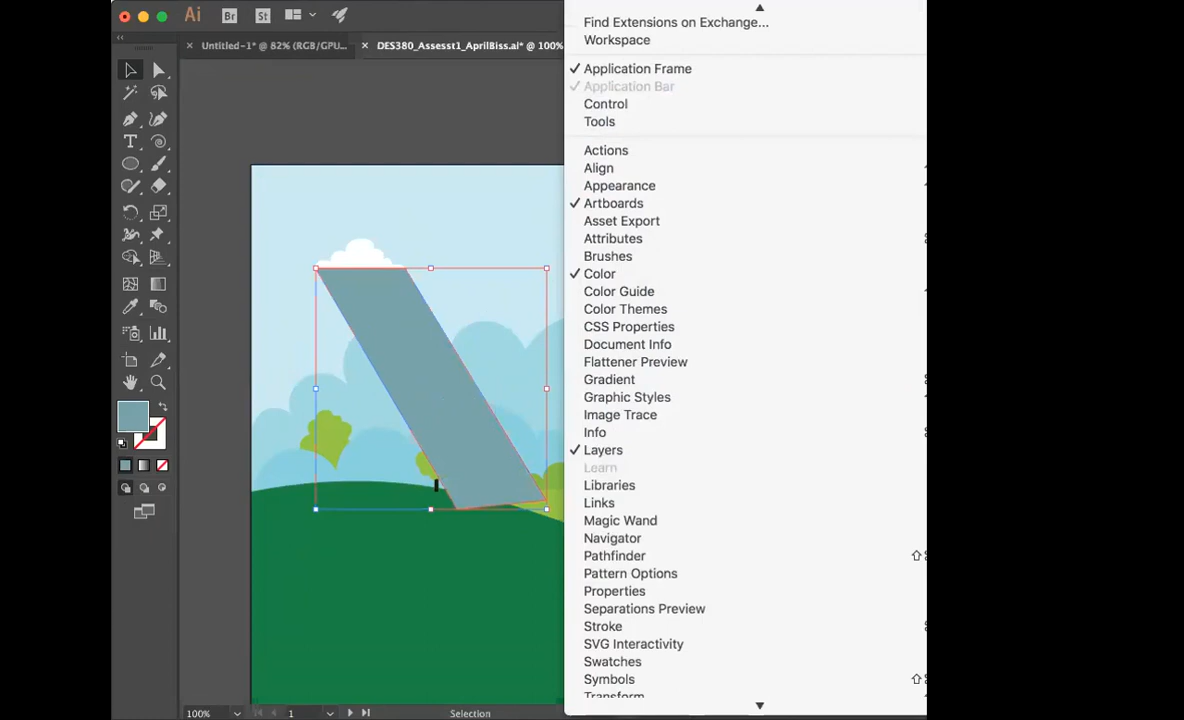 Ai Br St
Untitled-1* @ 82% (RGB/GPU...
DES380_Assesst1_AprilBiss.ai* @ 100%
Find Extensions on Exchange...
Workspace
Application Frame
Application Bar
Control
Tools
Actions
Align
Appearance
Artboards
Asset Export
Attributes
Brushes
Color
Color Guide
Color Themes
CSS Properties
Document Info
Flattener Preview
Gradient
Graphic Styles
Image Trace
Info
Layers
Learn
Libraries
Links
Magic Wand
Navigator
Pathfinder
Pattern Options
Properties
Separations Preview
Stroke
SVG Interactivity
Swatches
Symbols
Transform
100% 1 Selection